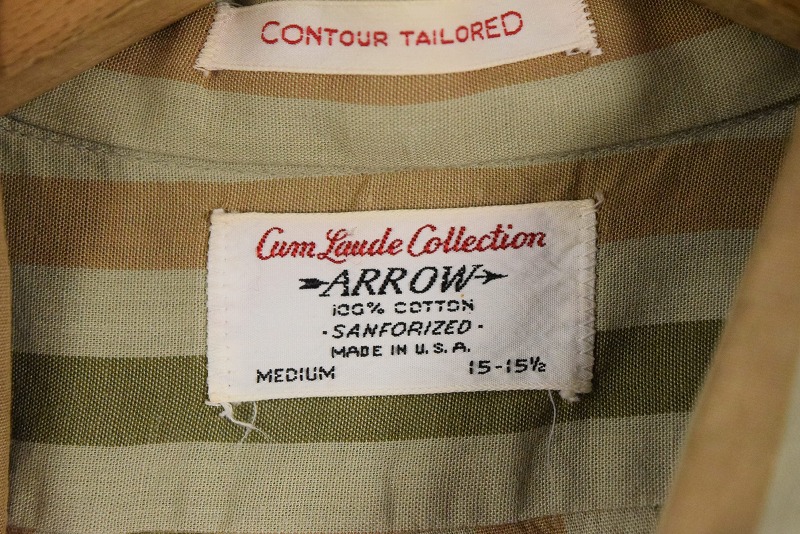 CONTOUR TAILORED
Cum Laude Collection
ARROW
100% COTTON
·SANFORIZED·
MADE IN U.S.A.
MEDIUM 15-15½